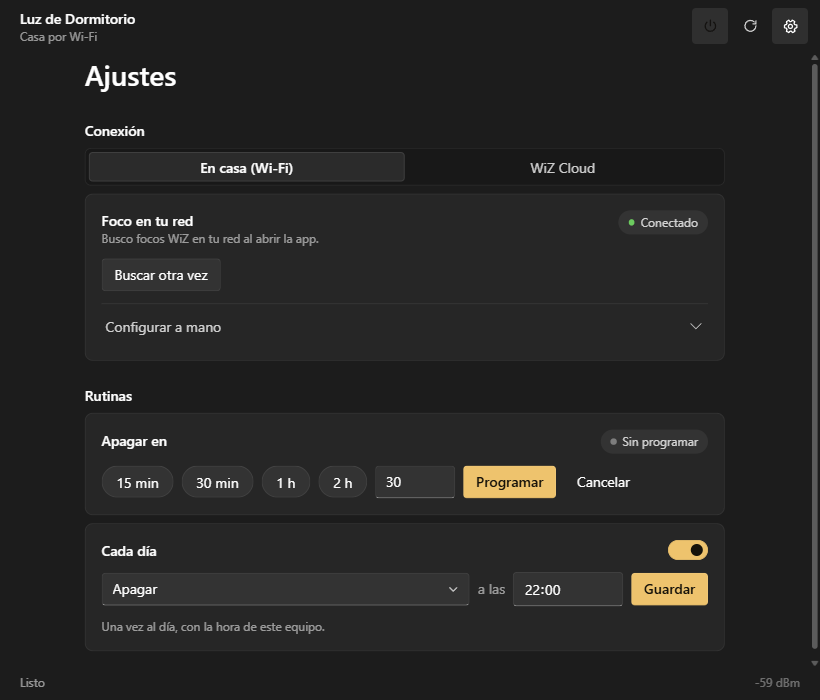 Luz de Dormitorio
Casa por Wi-Fi
Ajustes
Conexión
En casa (Wi-Fi)
WiZ Cloud
Foco en tu red
Conectado
Busco focos WiZ en tu red al abrir la app.
Buscar otra vez
Configurar a mano
Rutinas
Apagar en
Sin programar
15 min
30 min
1 h
2 h
30
Programar
Cancelar
Cada día
Apagar
a las
22:00
Guardar
Una vez al día, con la hora de este equipo.
Listo
-59 dBm